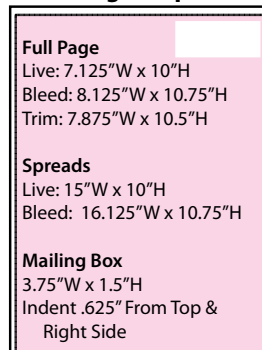 Full Page
Live: 7.125”W x 10”H
Bleed: 8.125”W x 10.75”H
Trim: 7.875”W x 10.5”H
Spreads
Live: 15”W x 10”H
Bleed:  16.125”W x 10.75”H
Mailing Box
3.75”W x 1.5”H
Indent .625” From Top &
Right Side